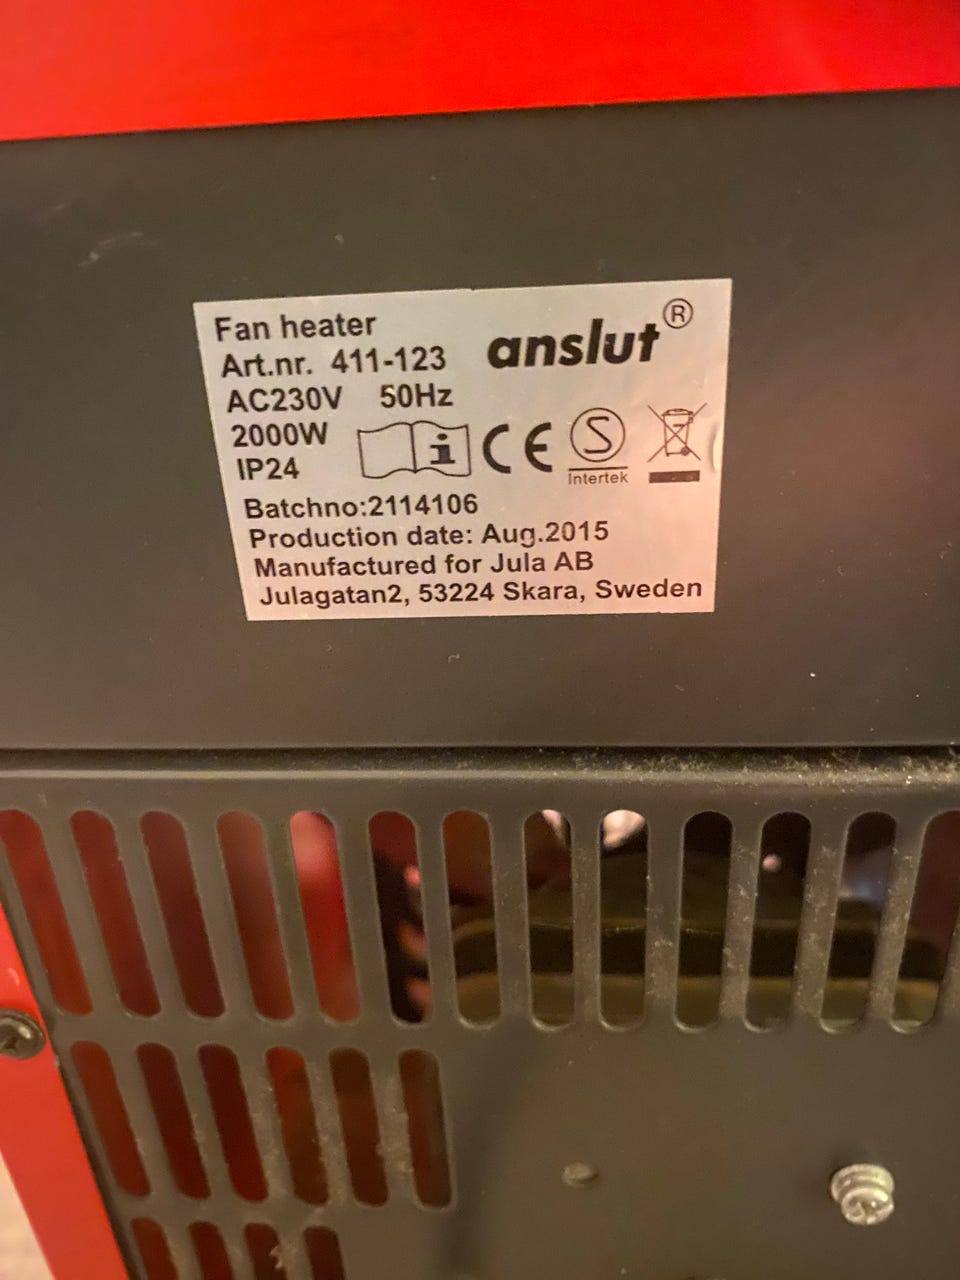 Fan heater
anslut®
Art.nr. 411-123
AC230V 50Hz
2000W
IP24
i CE S
Intertek
Batchno:2114106
Production date: Aug.2015
Manufactured for Jula AB
Julagatan2, 53224 Skara, Sweden